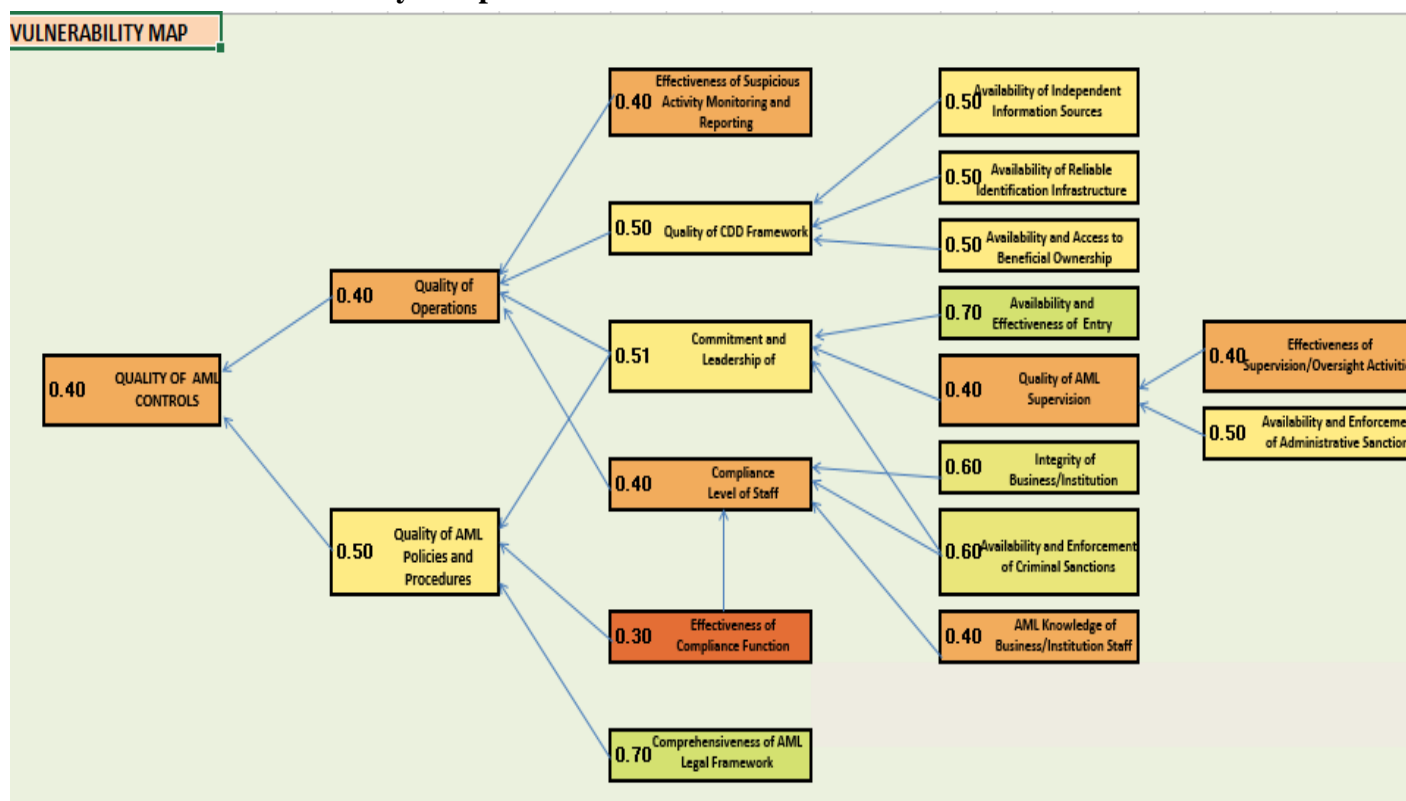 VULNERABILITY MAP
0.40
Effectiveness of Suspicious
Activity Monitoring and
Reporting
0.50
Availability of Independent
Information Sources
0.50
Availability of Reliable
Identification Infrastructure
0.50
Quality of CDD Framework
0.50
Availability and Access to
Beneficial Ownership
0.40
Quality of
Operations
0.70
Availability and
Effectiveness of Entry
0.51
Commitment and
Leadership of
0.40
Effectiveness of
Supervision/Oversight Activitie
0.40
QUALITY OF AML
CONTROLS
0.40
Quality of AML
Supervision
0.50
Availability and Enforceme
of Administrative Sanction
0.40
Compliance
Level of Staff
0.60
Integrity of
Business/Institution
0.50
Quality of AML
Policies and
Procedures
0.60
Availability and Enforcement
of Criminal Sanctions
0.30
Effectiveness of
Compliance Function
0.40
AML Knowledge of
Business/Institution Staff
0.70
Comprehensiveness of AML
Legal Framework